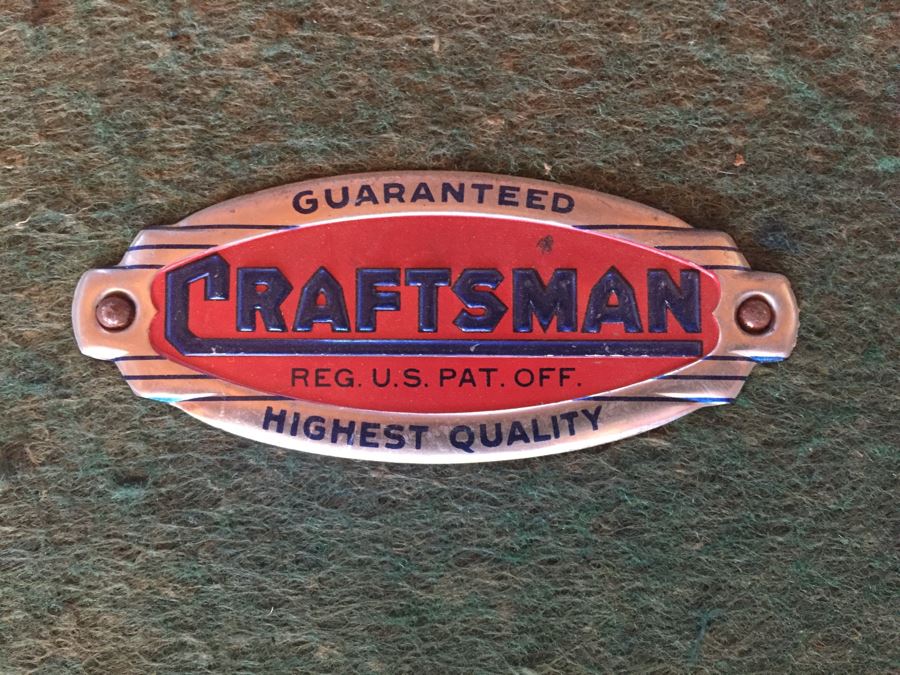 GUARANTEED
CRAFTSMAN
REG. U.S. PAT. OFF.
HIGHEST QUALITY